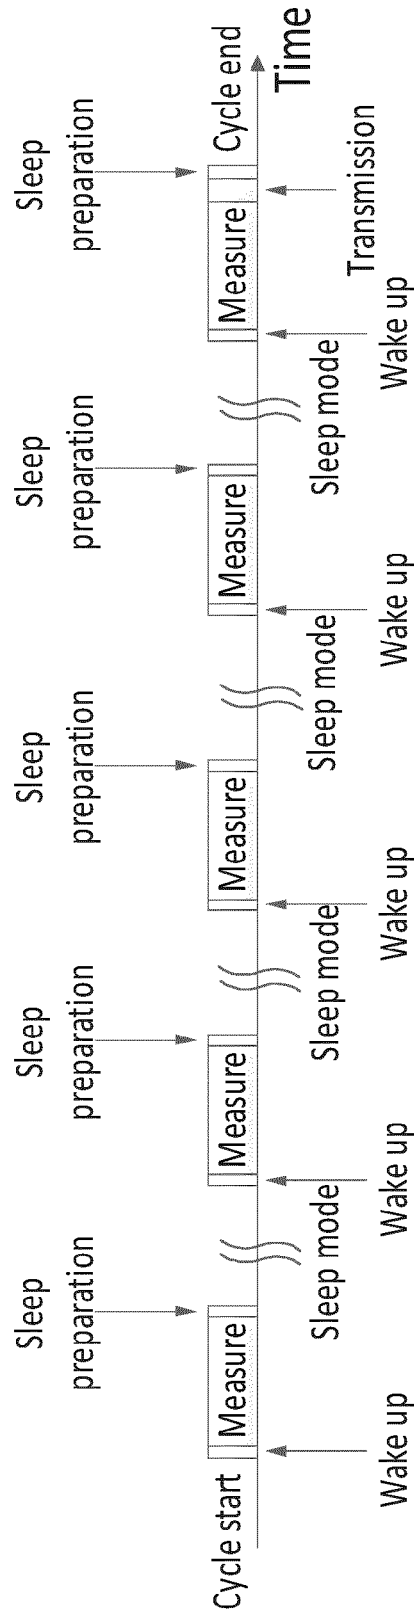 Sleep
preparation
Sleep
preparation
Sleep
preparation
Sleep
preparation
Sleep
preparation
Cycle start
Measure
Measure
Measure
Measure
Measure
Cycle end
Time
Sleep mode
Sleep mode
Sleep mode
Sleep mode
Transmission
Wake up
Wake up
Wake up
Wake up
Wake up